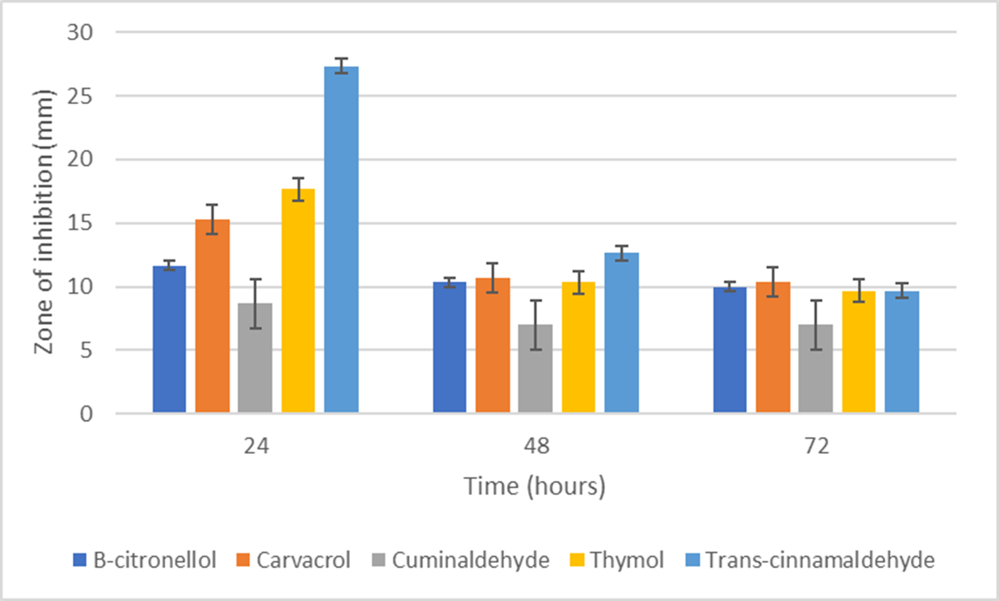 30
25
20
15
10
5
0
Zone of inhibition(mm)
24 48 72
Time (hours)
B-citronellol Carvacrol Cuminaldehyde Thymol Trans-cinnamaldehyde